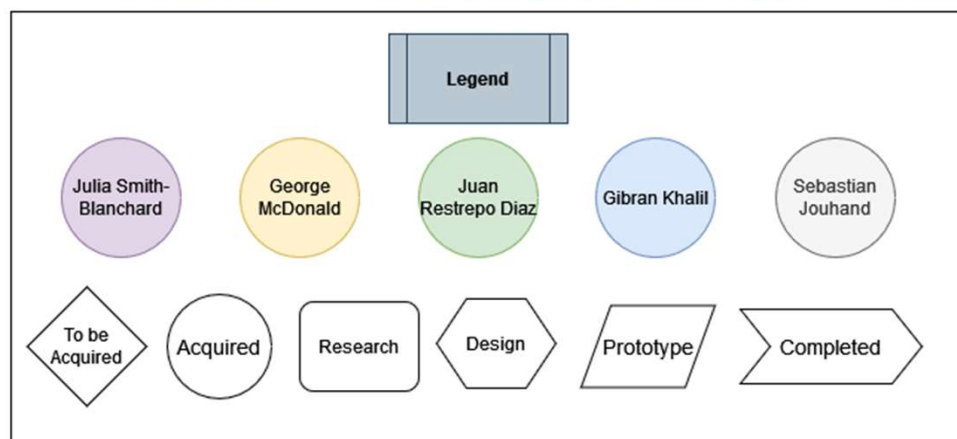 Legend
Julia Smith-
Blanchard
George
McDonald
Juan
Restrepo Diaz
Gibran Khalil
Sebastian
Jouhand
To be
Acquired
Acquired
Research
Design
Prototype
Completed